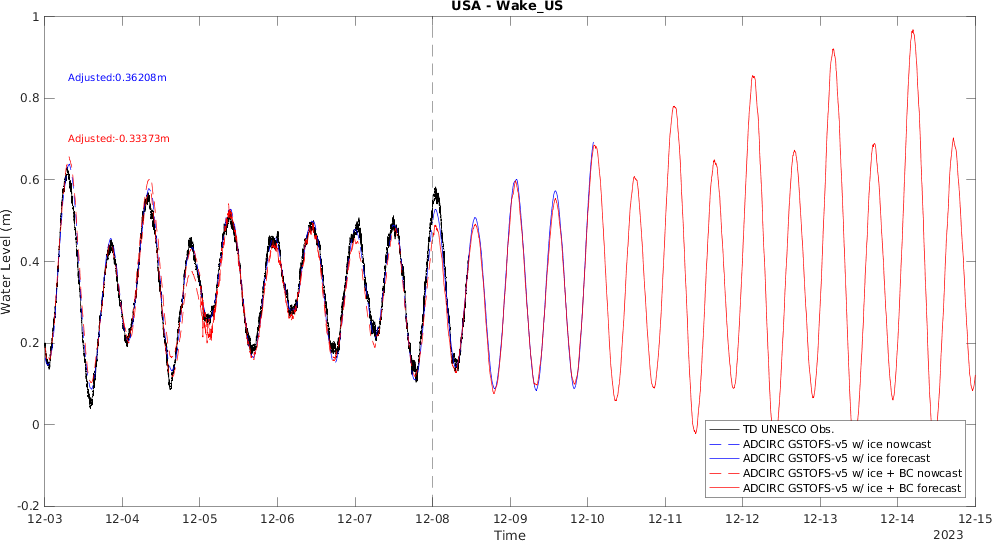 USA - Wake_US
Adjusted:0.36208m
Adjusted:-0.33373m
Water Level (m)
1
0.8
0.6
0.4
0.2
0
-0.2
TD UNESCO Obs.
ADCIRC GSTOFS-v5 w/ ice nowcast
ADCIRC GSTOFS-v5 w/ ice forecast
ADCIRC GSTOFS-v5 w/ ice + BC nowcast
ADCIRC GSTOFS-v5 w/ ice + BC forecast
12-03 12-04 12-05 12-06 12-07 12-08 12-09 12-10 12-11 12-12 12-13 12-14 12-15
Time
2023